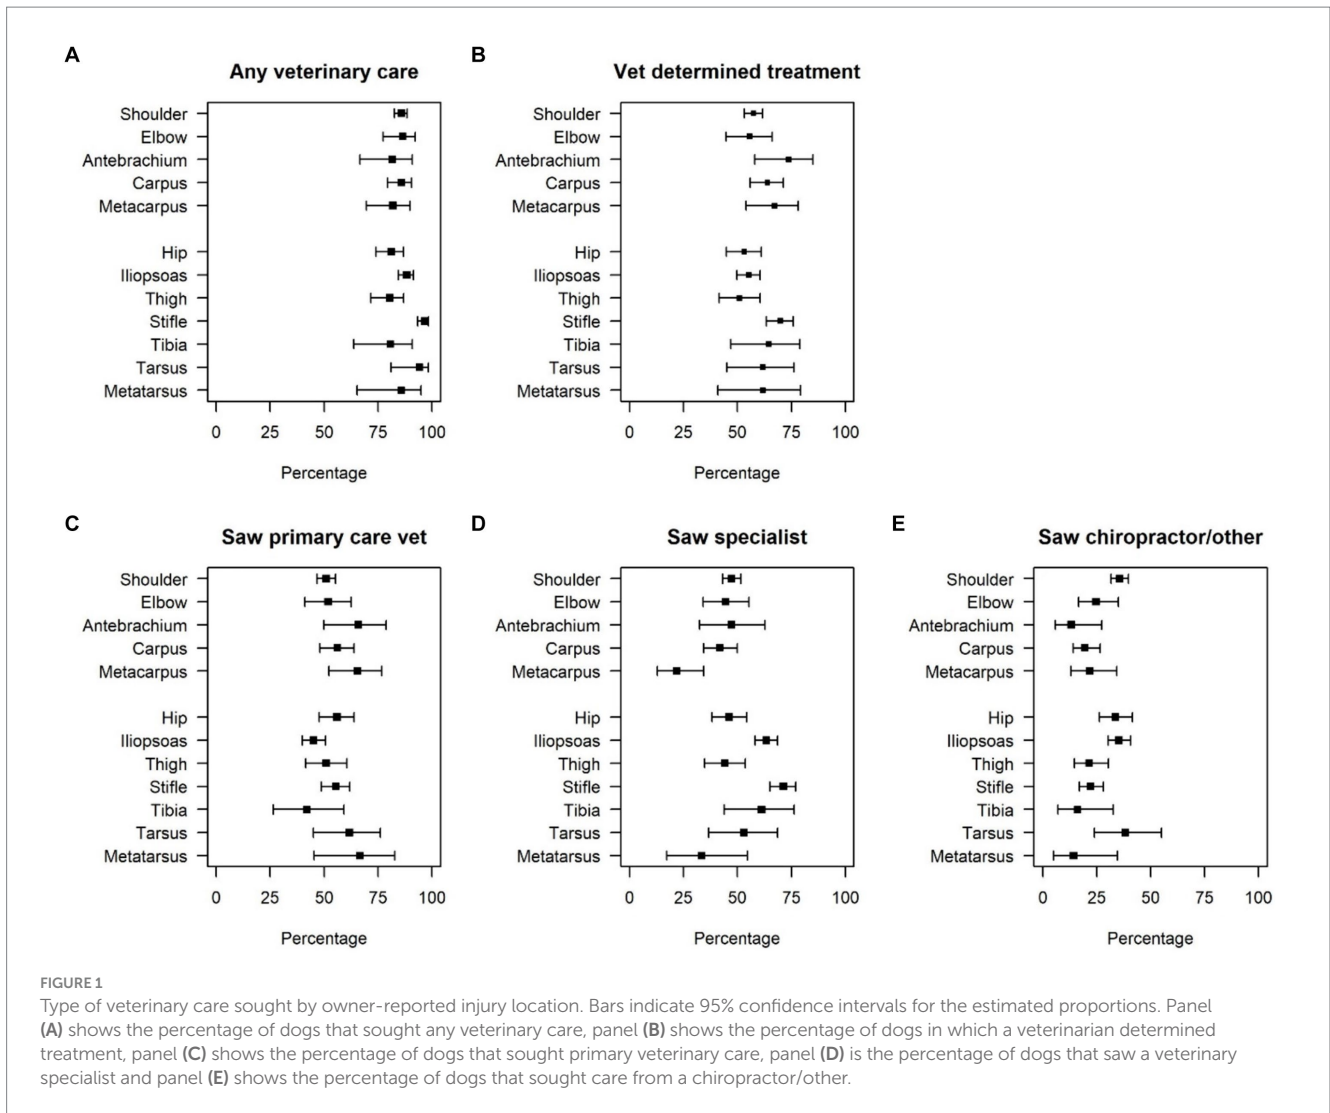 A
Any veterinary care
Shoulder
Elbow
Antebrachium
Carpus
Metacarpus
Hip
Iliopsoas
Thigh
Stifle
Tibia
Tarsus
Metatarsus
0 25 50 75 100
Percentage
B
Vet determined treatment
Shoulder
Elbow
Antebrachium
Carpus
Metacarpus
Hip
Iliopsoas
Thigh
Stifle
Tibia
Tarsus
Metatarsus
0 25 50 75 100
Percentage
C
Saw primary care vet
Shoulder
Elbow
Antebrachium
Carpus
Metacarpus
Hip
Iliopsoas
Thigh
Stifle
Tibia
Tarsus
Metatarsus
0 25 50 75 100
Percentage
D
Saw specialist
Shoulder
Elbow
Antebrachium
Carpus
Metacarpus
Hip
Iliopsoas
Thigh
Stifle
Tibia
Tarsus
Metatarsus
0 25 50 75 100
Percentage
E
Saw chiropractor/other
Shoulder
Elbow
Antebrachium
Carpus
Metacarpus
Hip
Iliopsoas
Thigh
Stifle
Tibia
Tarsus
Metatarsus
0 25 50 75 100
Percentage
FIGURE 1
Type of veterinary care sought by owner-reported injury location. Bars indicate 95% confidence intervals for the estimated proportions. Panel
(A) shows the percentage of dogs that sought any veterinary care, panel (B) shows the percentage of dogs in which a veterinarian determined
treatment, panel (C) shows the percentage of dogs that sought primary veterinary care, panel (D) is the percentage of dogs that saw a veterinary
specialist and panel (E) shows the percentage of dogs that sought care from a chiropractor/other.